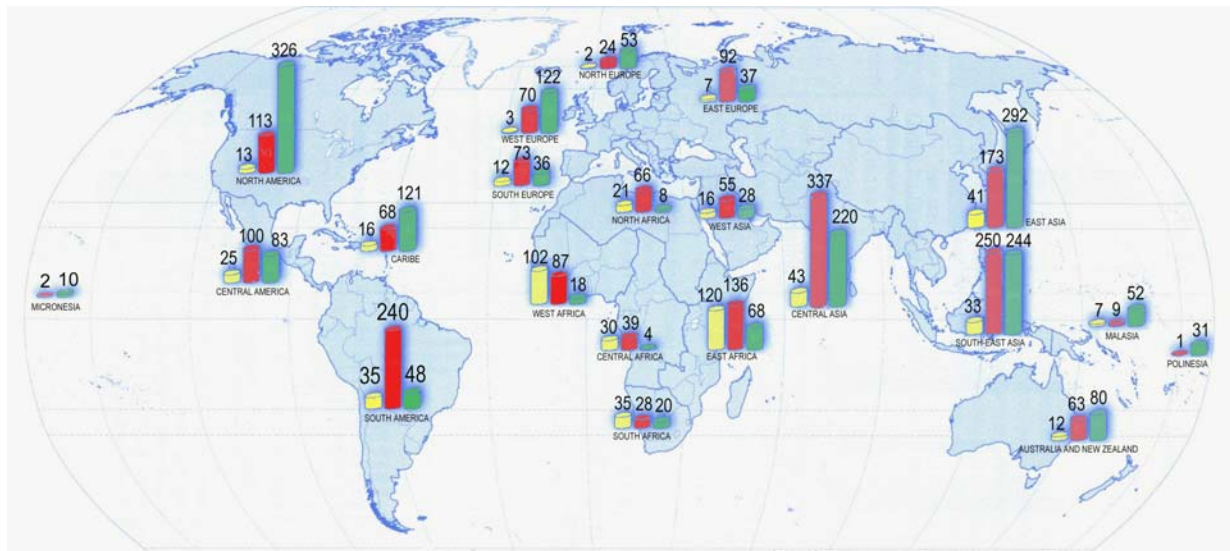 326
113
13
NORTH AMERICA
2 24 53
NORTH EUROPE
92
7 37
EAST EUROPE
122
70
3
WEST EUROPE
73
12 36
SOUTH EUROPE
66
21 8
NORTH AFRICA
55
16 28
WEST ASIA
337
220
43
CENTRAL ASIA
292
173
41
EAST ASIA
121
68
16
CARIBE
100
25 83
CENTRAL AMERICA
2 10
MICRONESIA
102 87
18
WEST AFRICA
30 39
4
CENTRAL AFRICA
136
120
68
EAST AFRICA
250 244
33
SOUTH-EAST ASIA
52
7 9
MALASIA
31
1
POLINESIA
240
35 48
SOUTH AMERICA
35 28 20
SOUTH AFRICA
80
63
12
AUSTRALIA AND NEW ZEALAND